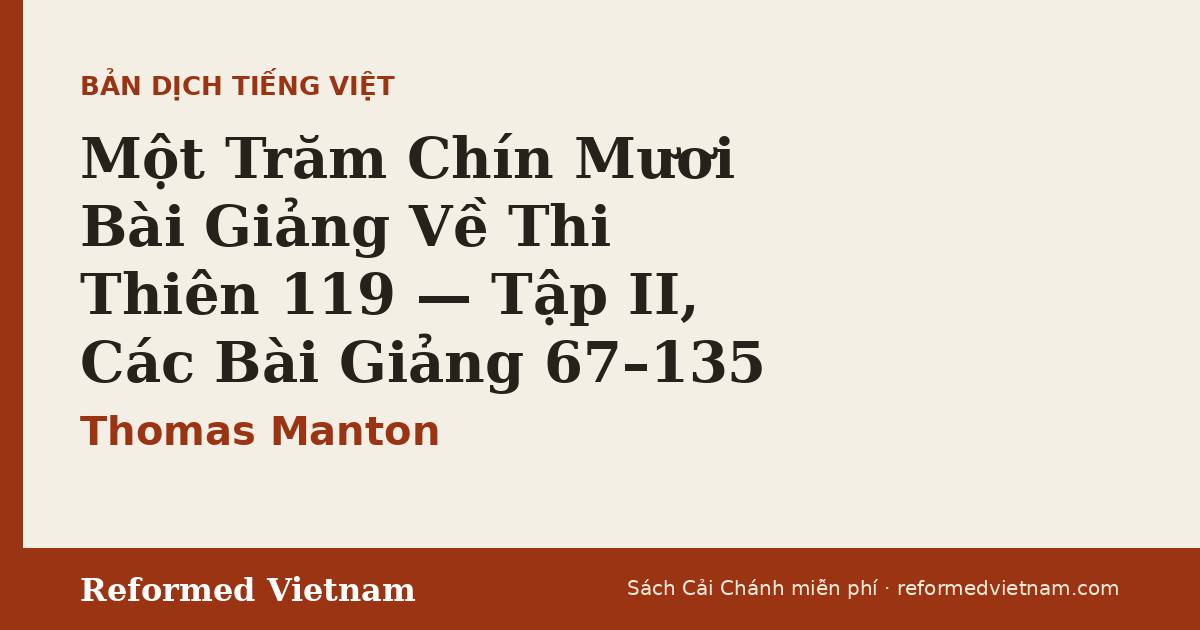 BẢN DỊCH TIẾNG VIỆT
Một Trăm Chín Mươi
Bài Giảng Về Thi
Thiên 119 — Tập II,
Các Bài Giảng 67–135
Thomas Manton
Reformed Vietnam
Sách Cải Chánh miễn phí · reformedvietnam.com